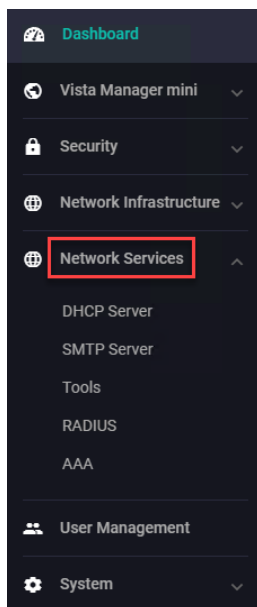 Dashboard
Vista Manager mini
Security
Network Infrastructure
Network Services
DHCP Server
SMTP Server
Tools
RADIUS
AAA
User Management
System